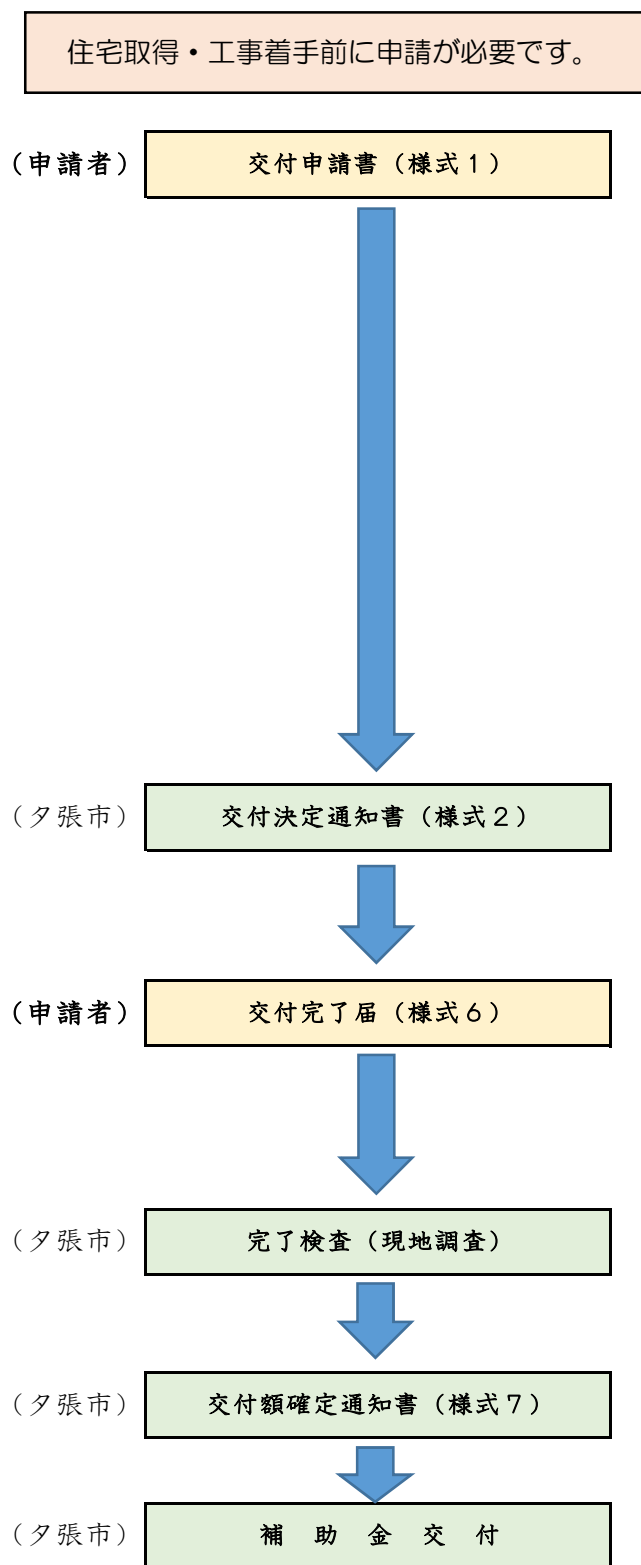 住宅取得・工事着手前に申請が必要です。
（申請者） 交付申請書（様式１）
（夕張市） 交付決定通知書（様式２）
（申請者） 交付完了届（様式６）
（夕張市） 完了検査（現地調査）
（夕張市） 交付額確定通知書（様式７）
（夕張市） 補　助　金　交　付